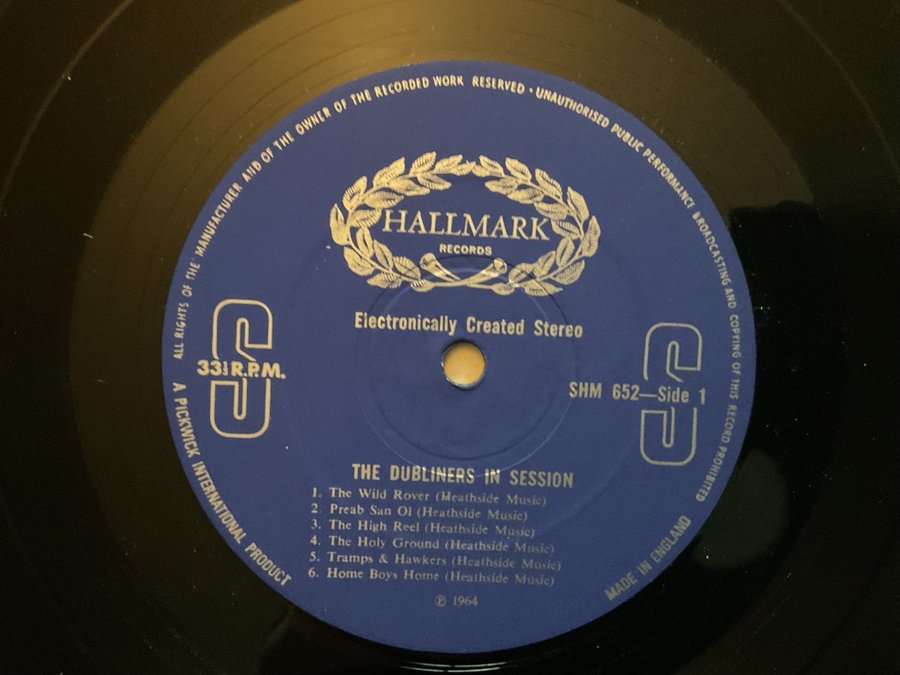 ALL RIGHTS OF THE MANUFACTURER AND OF THE OWNER OF THE RECORDED WORK RESERVED · UNAUTHORISED PUBLIC PERFORMANCE BROADCASTING AND COPYING OF THIS RECORD PROHIBITED
HALLMARK
RECORDS
Electronically Created Stereo
S
33⅓ R.P.M.
S
SHM 652—Side 1
THE DUBLINERS IN SESSION
1. The Wild Rover (Heathside Music)
2. Preab San Ol (Heathside Music)
3. The High Reel (Heathside Music)
4. The Holy Ground (Heathside Music)
5. Tramps & Hawkers (Heathside Music)
6. Home Boys Home (Heathside Music)
℗ 1964
A PICKWICK INTERNATIONAL PRODUCT
MADE IN ENGLAND